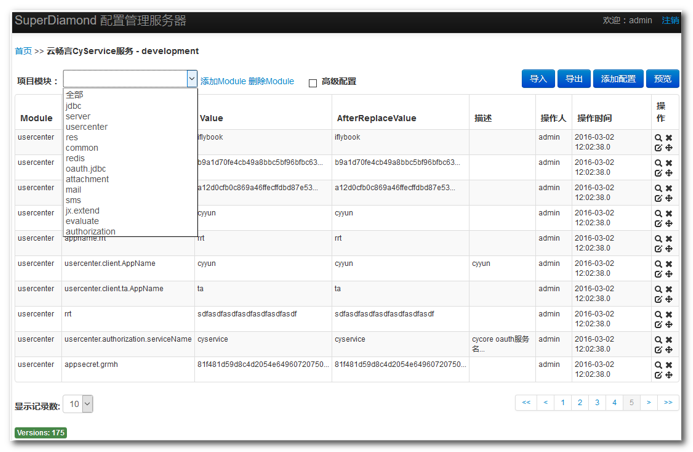 SuperDiamond 配置管理服务器
欢迎：admin 注销
首页 >> 云畅言CyService服务 - development
项目模块： 添加Module 删除Module 高级配置 导入 导出 添加配置 预览
全部
jdbc
server
usercenter
res
common
redis
oauth.jdbc
attachment
mail
sms
jx.extend
evaluate
authorization
Module Value AfterReplaceValue 描述 操作人 操作时间 操作
usercenter iflybook iflybook admin 2016-03-02 12:02:38.0
usercenter b9a1d70fe4cb49a8bbc5bf96bfbc63... b9a1d70fe4cb49a8bbc5bf96bfbc63... admin 2016-03-02 12:02:38.0
usercenter a12d0cfb0c869a46ffecffdbd87e53... a12d0cfb0c869a46ffecffdbd87e53... admin 2016-03-02 12:02:38.0
usercenter cyyun cyyun admin 2016-03-02 12:02:38.0
usercenter appname.rrt rrt rrt admin 2016-03-02 12:02:38.0
usercenter usercenter.client.AppName cyyun cyyun cyyun admin 2016-03-02 12:02:38.0
usercenter usercenter.client.ta.AppName ta ta admin 2016-03-02 12:02:38.0
usercenter rrt sdfasdfasdfasdfasdfasdfasdf sdfasdfasdfasdfasdfasdfasdf admin 2016-03-02 12:02:38.0
usercenter usercenter.authorization.serviceName cyservice cyservice cycore oauth服务名... admin 2016-03-02 12:02:38.0
usercenter appsecret.grmh 81f481d59d8c4d2054e64960720750... 81f481d59d8c4d2054e64960720750... admin 2016-03-02 12:02:38.0
显示记录数: 10 << < 1 2 3 4 5 > >>
Versions: 175